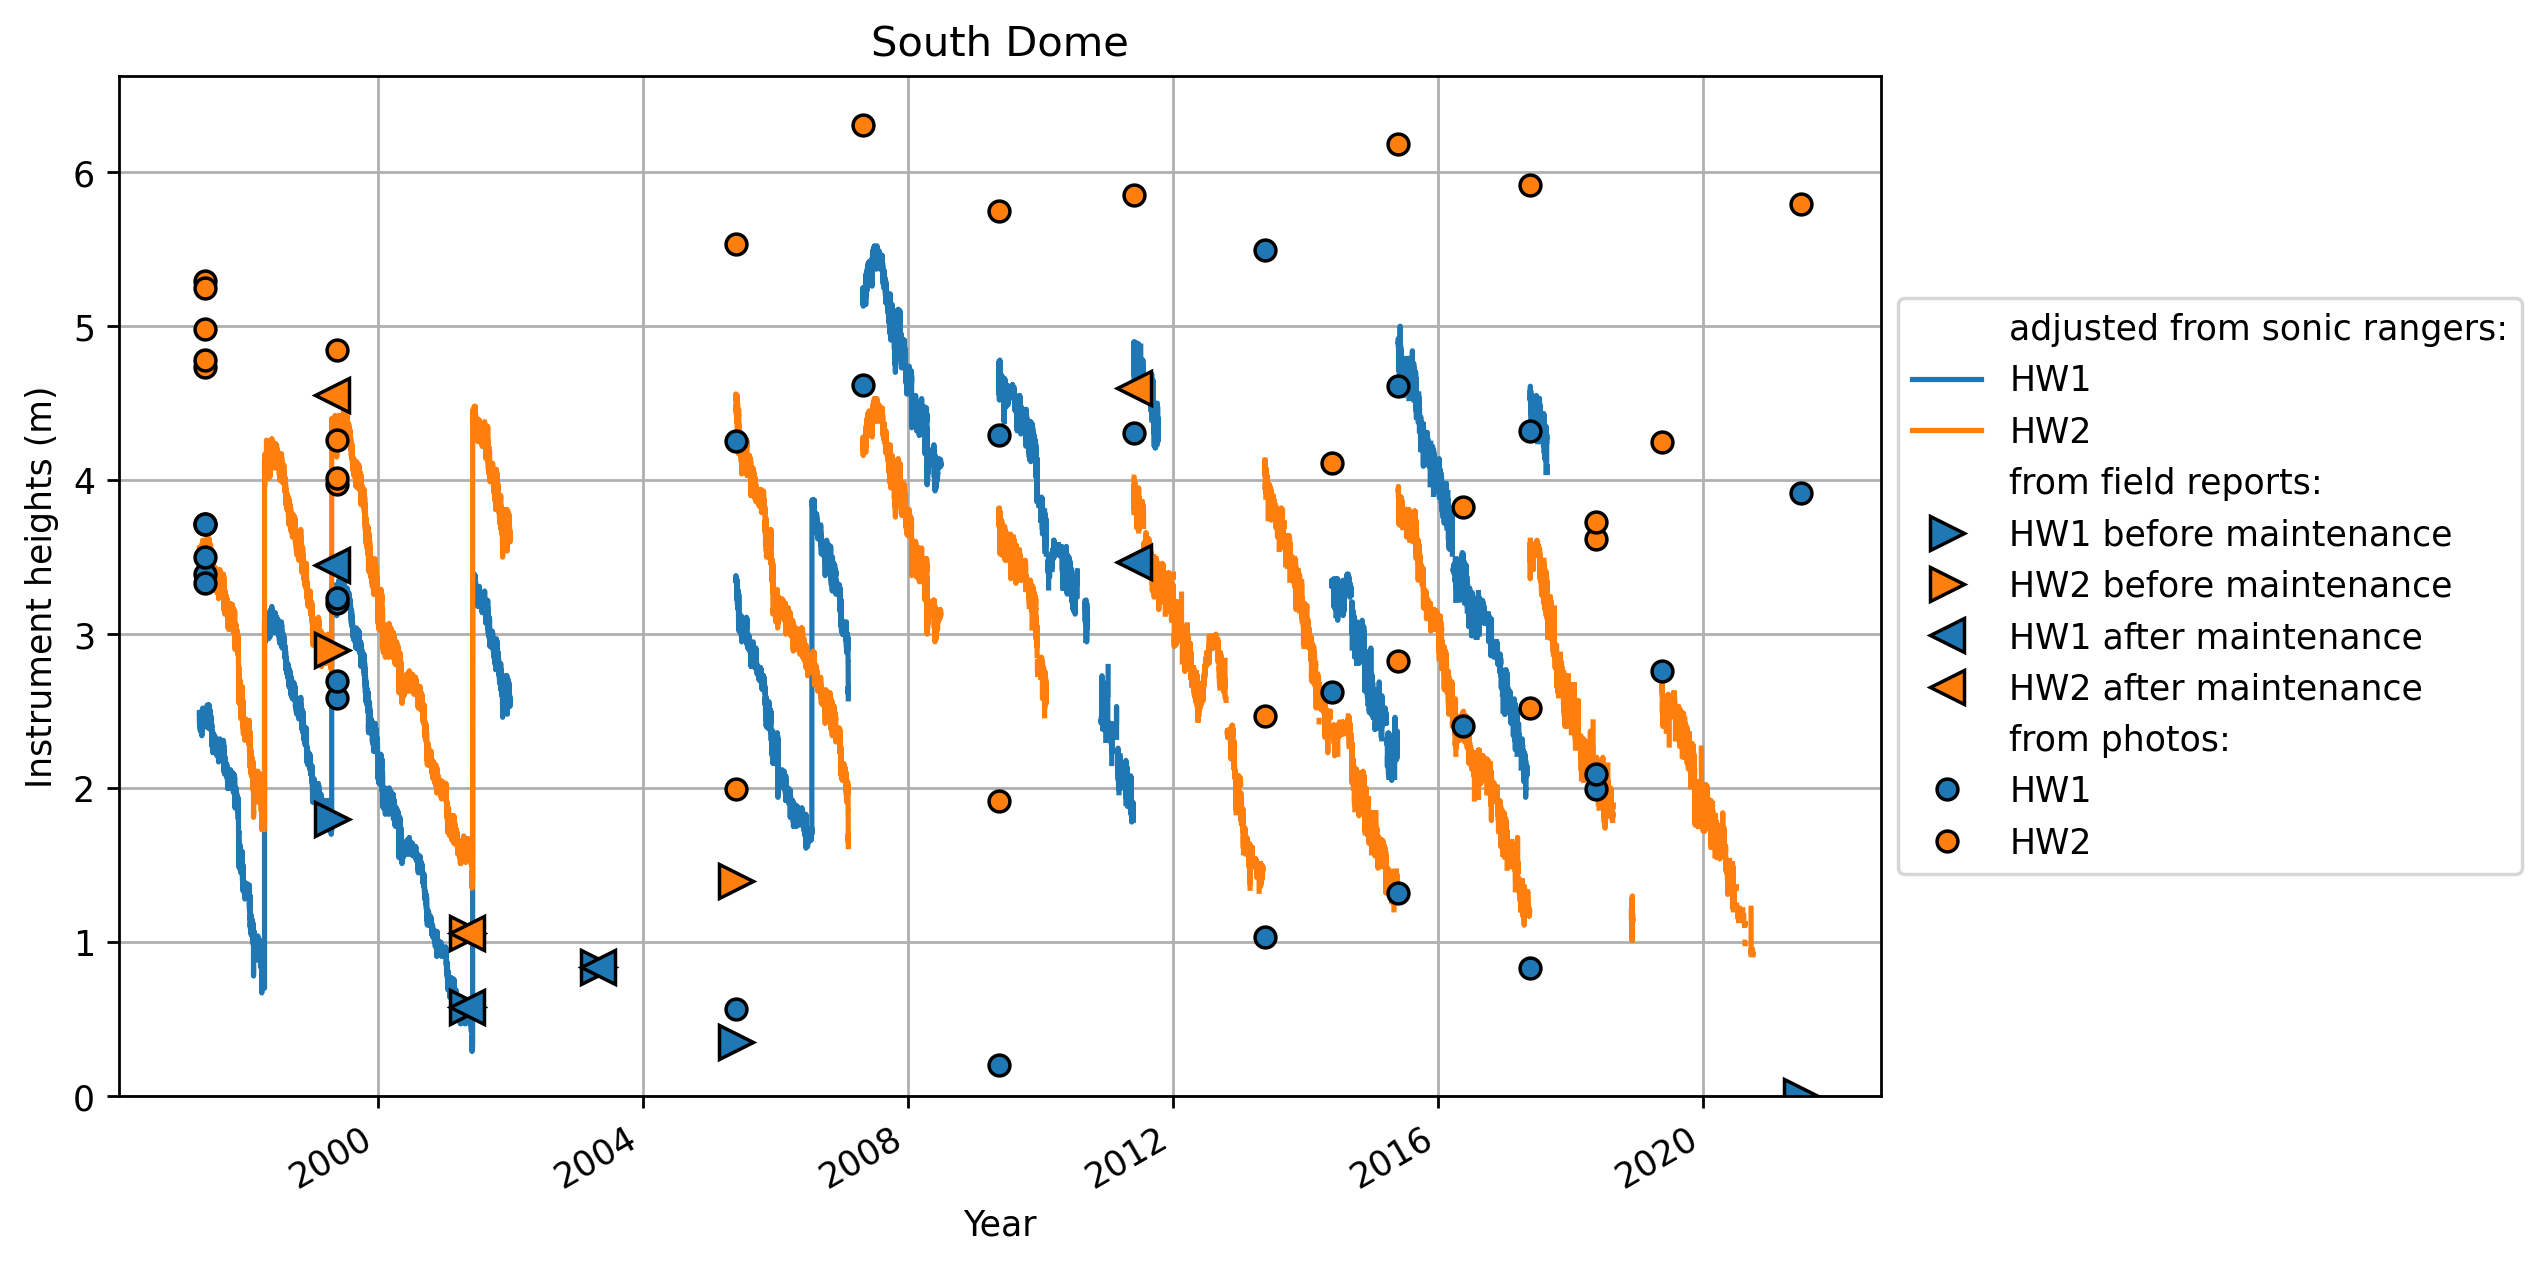 South Dome
Instrument heights (m)
6
5
4
3
2
1
0
2000
2004
2008
2012
2016
2020
Year
adjusted from sonic rangers:
HW1
HW2
from field reports:
HW1 before maintenance
HW2 before maintenance
HW1 after maintenance
HW2 after maintenance
from photos:
HW1
HW2